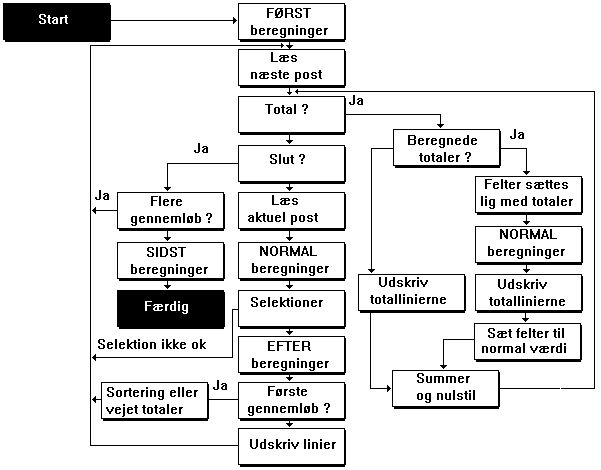 Start
FØRST
beregninger
Læs
næste post
Total ?
Ja
Beregnede
totaler ?
Ja
Ja
Slut ?
Felter sættes
lig med totaler
Ja
Flere
gennemløb ?
Læs
aktuel post
NORMAL
beregninger
SIDST
beregninger
NORMAL
beregninger
Udskriv
totallinierne
Udskriv
totallinierne
Færdig
Selektioner
Selektion ikke ok
EFTER
beregninger
Sæt felter til
normal værdi
Sortering eller
vejet totaler
Ja
Første
gennemløb ?
Summer
og nulstil
Udskriv linier